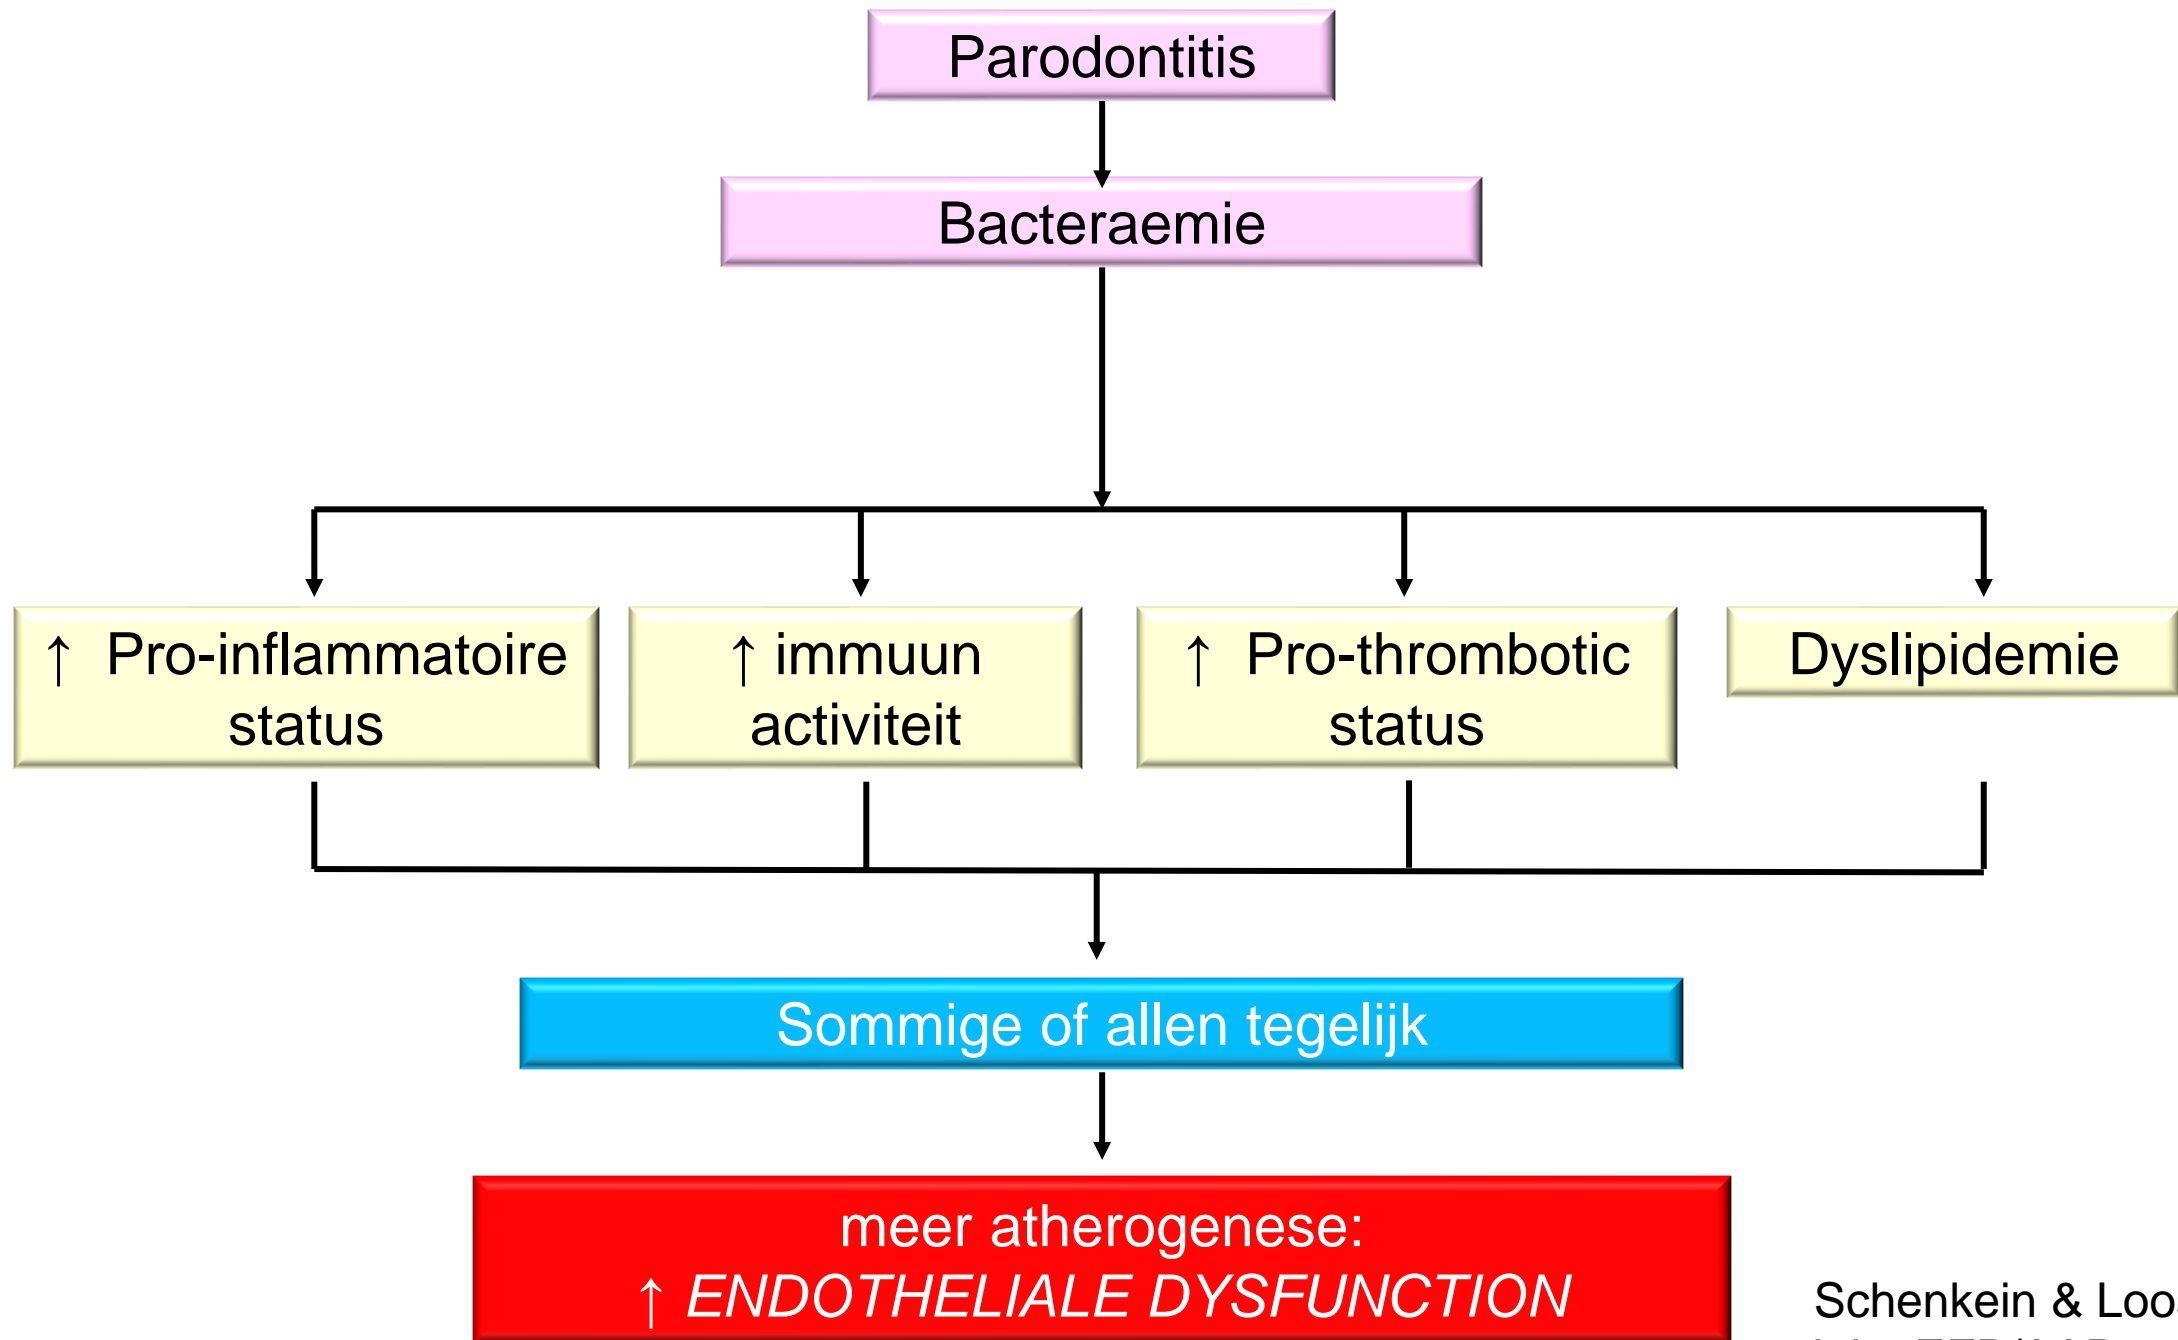 Parodontitis
Bacteraemie
↑ Pro-inflammatoire
status
↑ immuun
activiteit
↑ Pro-thrombotic
status
Dyslipidemie
Sommige of allen tegelijk
meer atherogenese:
↑ ENDOTHELIALE DYSFUNCTION
Schenkein & Loo